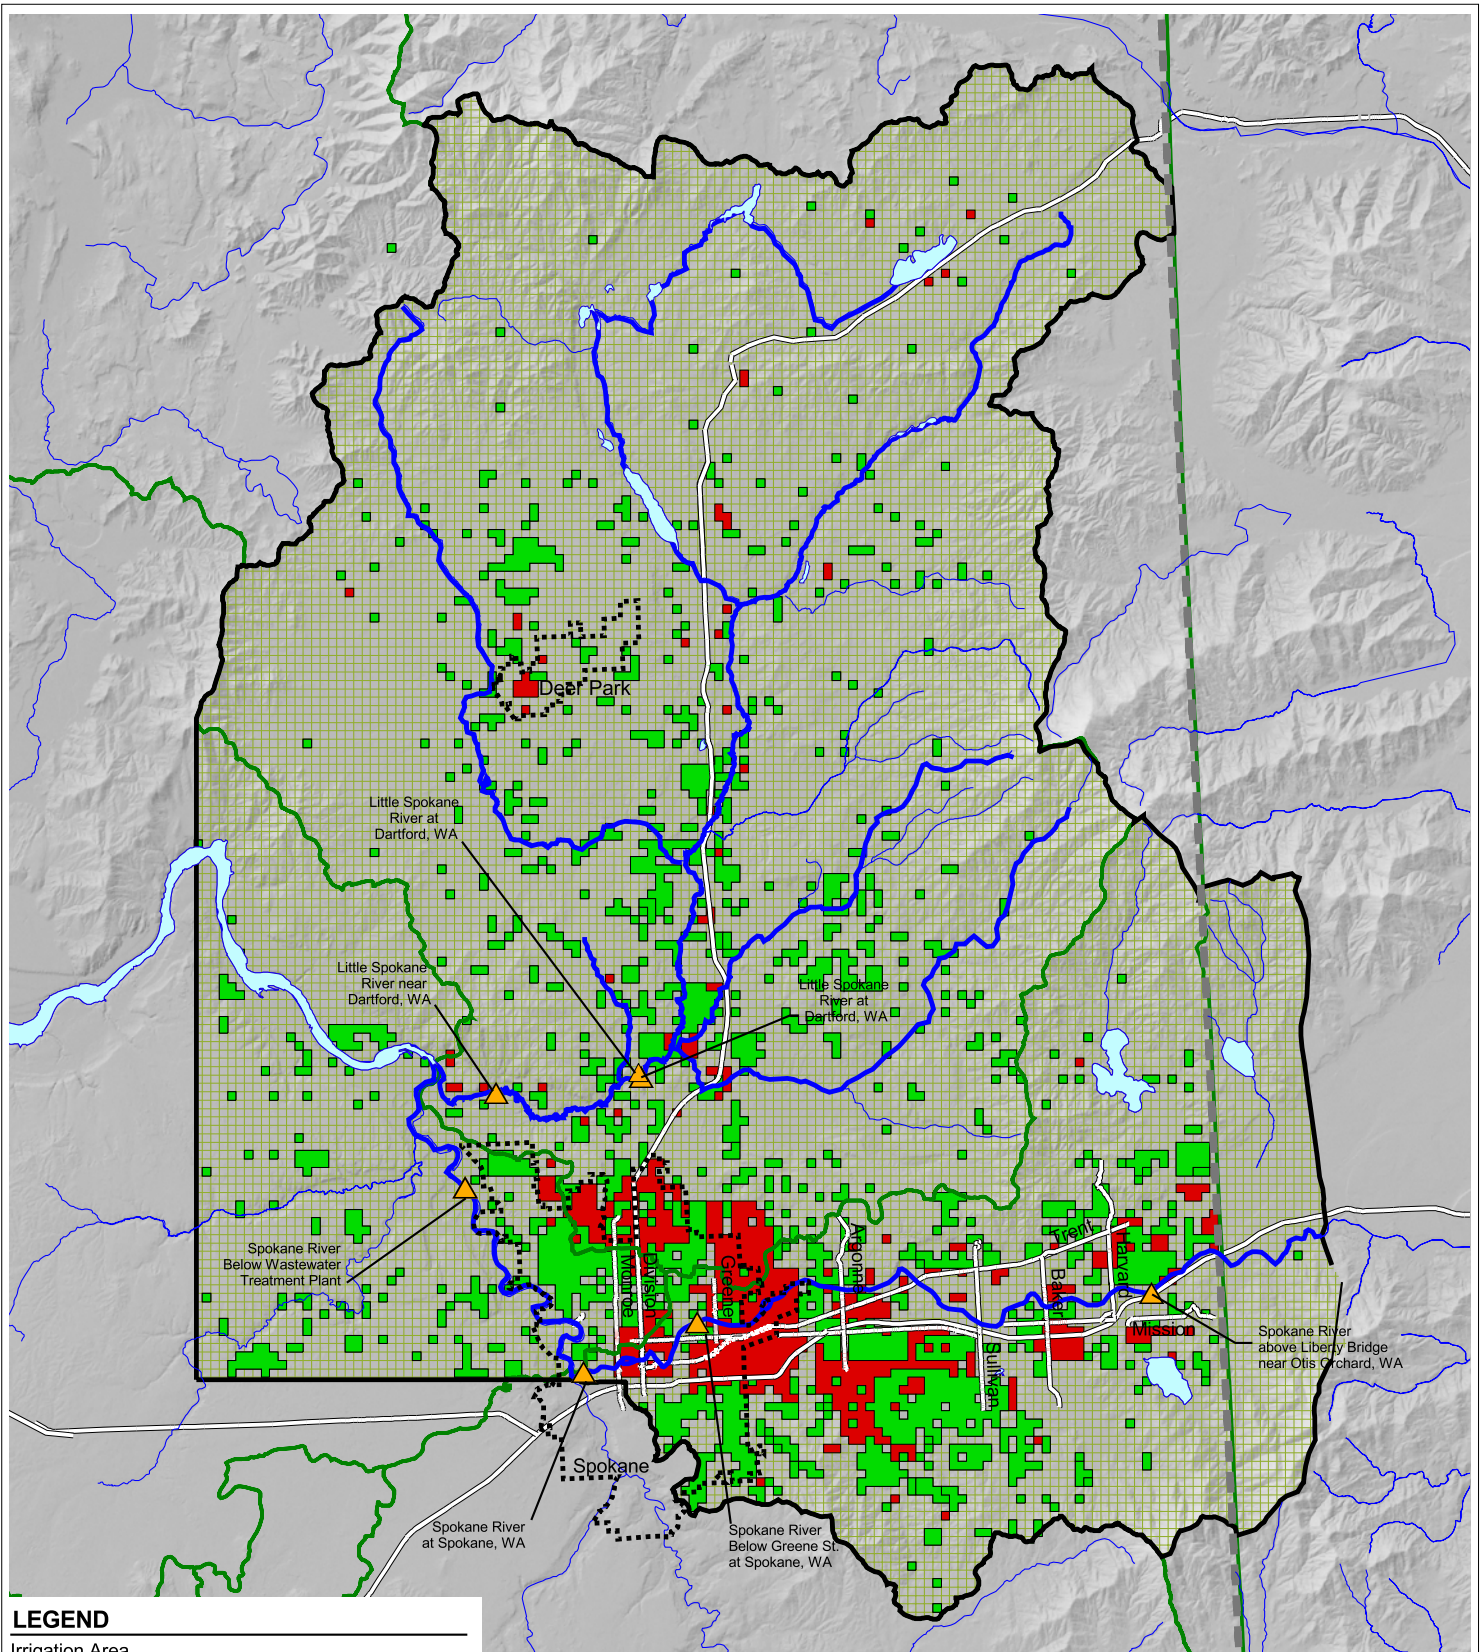 Deer Park
Little Spokane
River at
Dartford, WA
Little Spokane
River near
Dartford, WA
Little Spokane
River at
Dartford, WA
Spokane River
Below Wastewater
Treatment Plant
Monroe
Division
Greene
Argonne
Trent
Harvard
Barker
Sullivan
Mission
Spokane River
above Liberty Bridge
near Otis Orchard, WA
Spokane
Spokane River
at Spokane, WA
Spokane River
Below Greene St.
at Spokane, WA
LEGEND
Irrigation Area